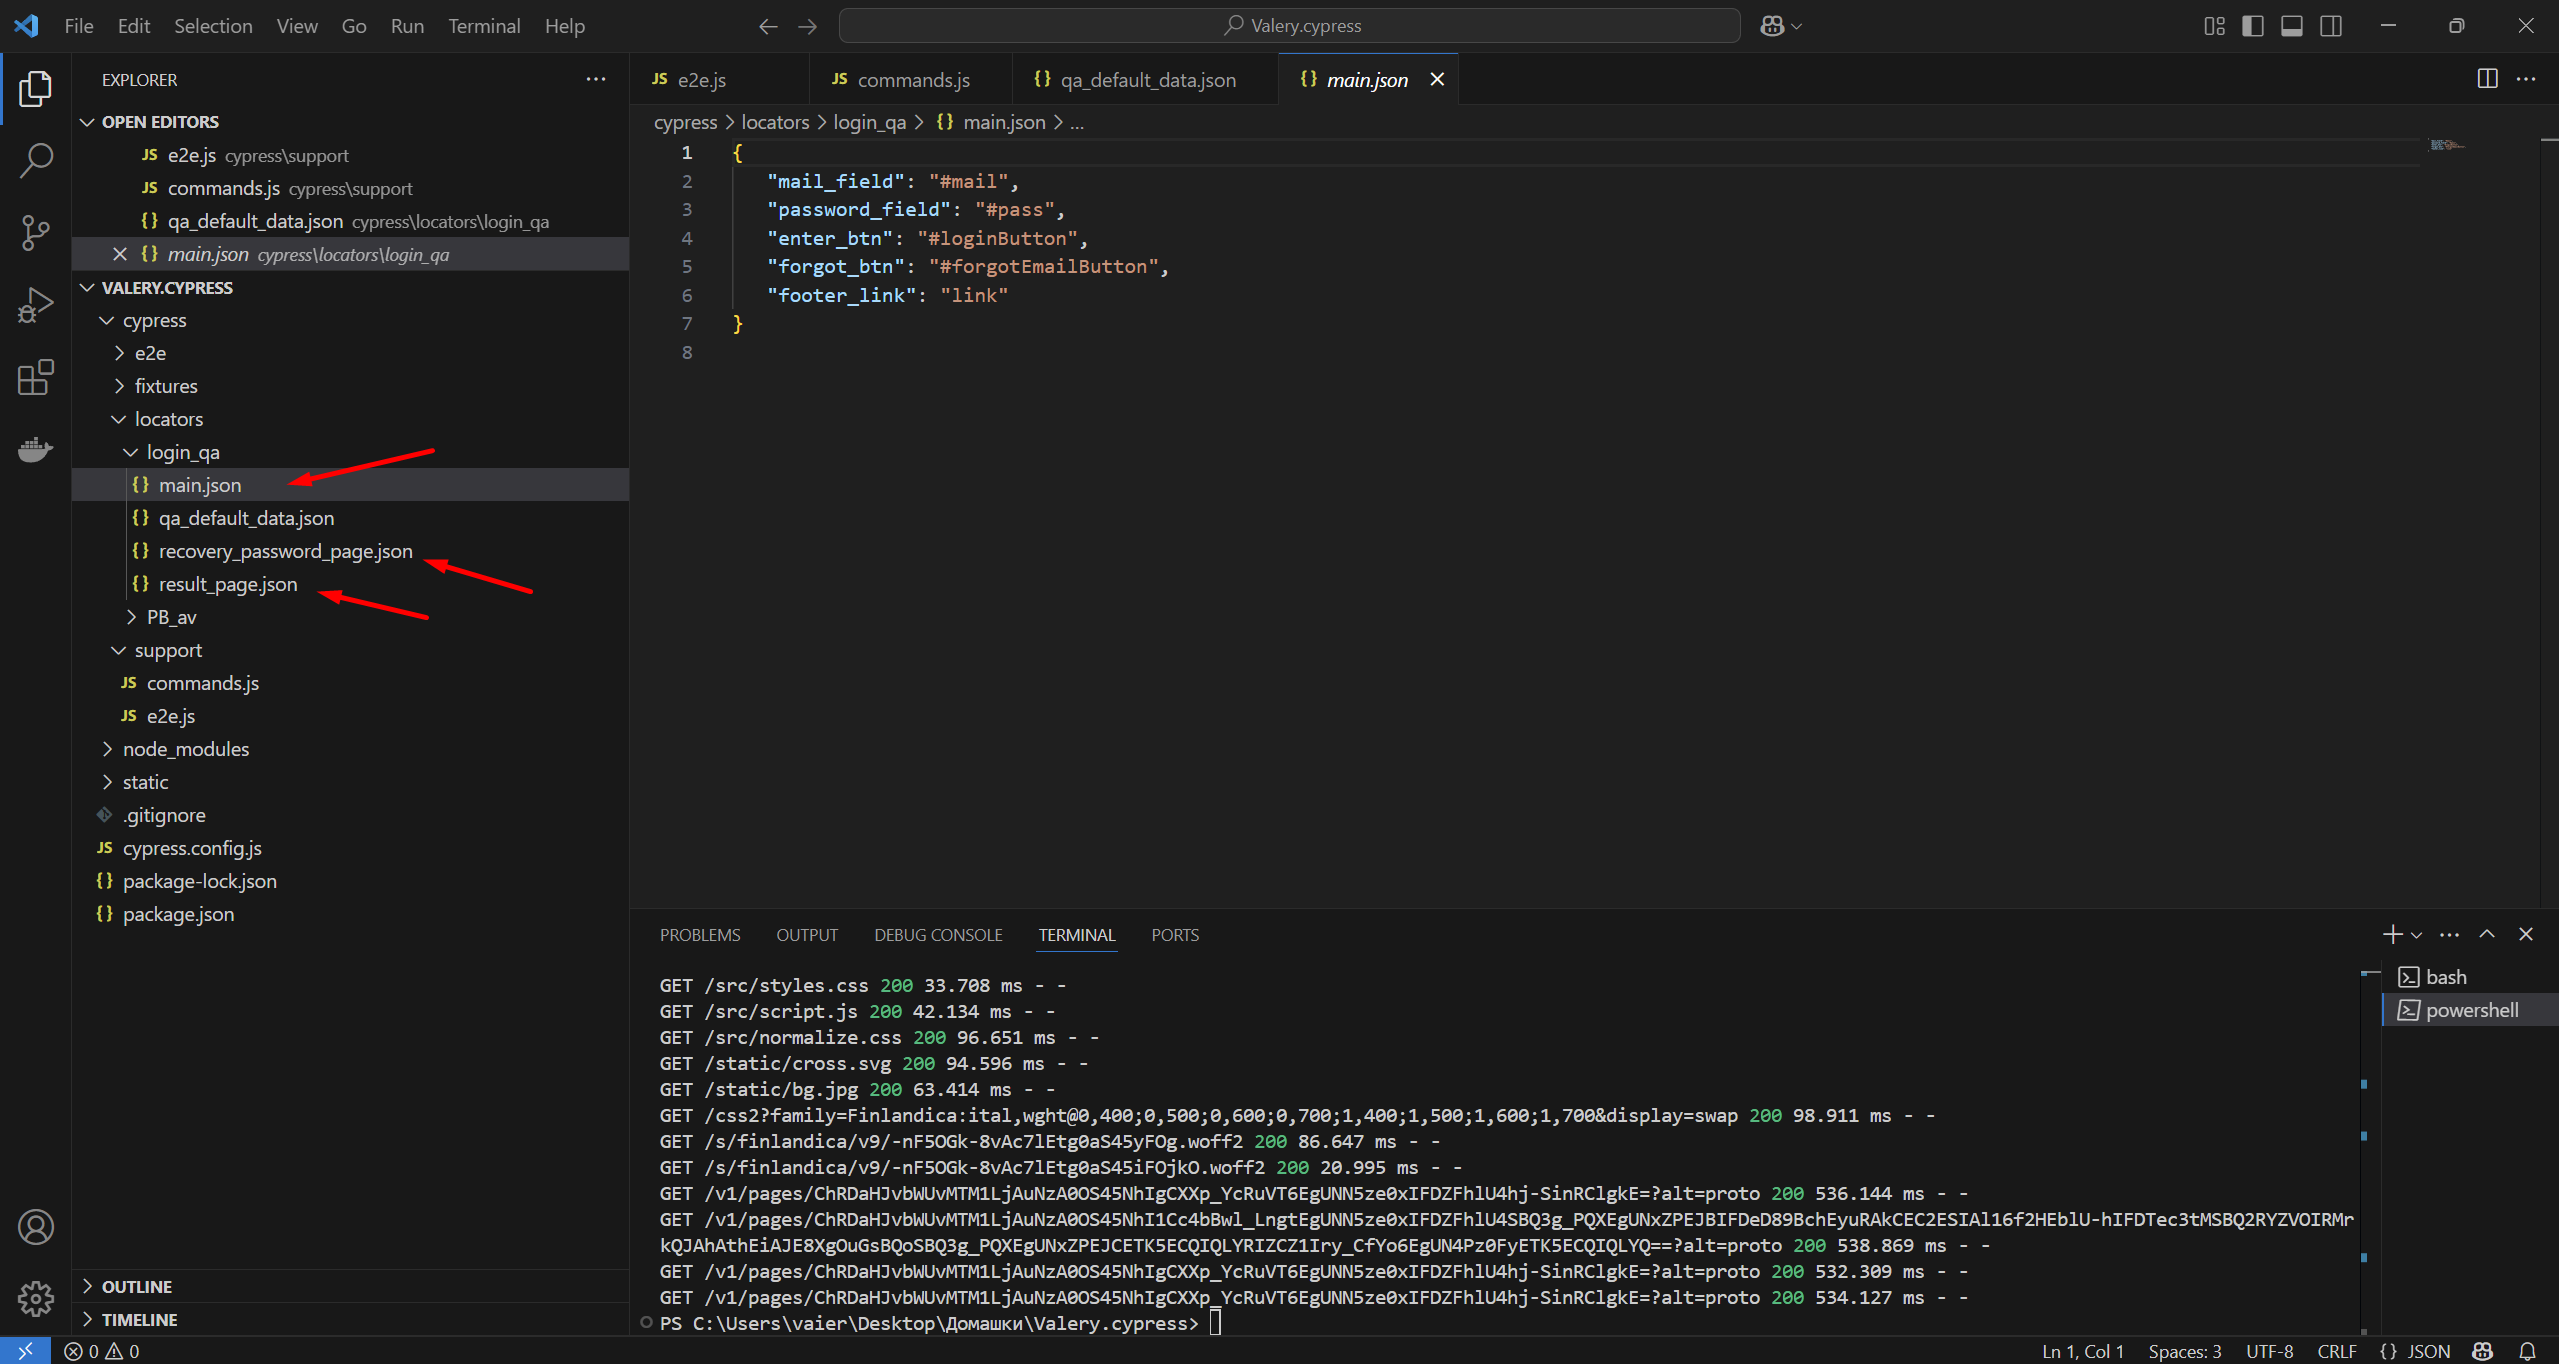 File Edit Selection View Go Run Terminal Help
Valery.cypress
EXPLORER
OPEN EDITORS
JS e2e.js cypress\support
JS commands.js cypress\support
{} qa_default_data.json cypress\locators\login_qa
{} main.json cypress\locators\login_qa
VALERY.CYPRESS
cypress
e2e
fixtures
locators
login_qa
{} main.json
{} qa_default_data.json
{} recovery_password_page.json
{} result_page.json
PB_av
support
JS commands.js
JS e2e.js
node_modules
static
.gitignore
JS cypress.config.js
{} package-lock.json
{} package.json
OUTLINE
TIMELINE
JS e2e.js JS commands.js {} qa_default_data.json {} main.json
cypress > locators > login_qa > {} main.json > ...
1 {
2 "mail_field": "#mail",
3 "password_field": "#pass",
4 "enter_btn": "#loginButton",
5 "forgot_btn": "#forgotEmailButton",
6 "footer_link": "link"
7 }
8
PROBLEMS OUTPUT DEBUG CONSOLE TERMINAL PORTS
GET /src/styles.css 200 33.708 ms - -
GET /src/script.js 200 42.134 ms - -
GET /src/normalize.css 200 96.651 ms - -
GET /static/cross.svg 200 94.596 ms - -
GET /static/bg.jpg 200 63.414 ms - -
GET /css2?family=Finlandica:ital,wght@0,400;0,500;0,600;0,700;1,400;1,500;1,600;1,700&display=swap 200 98.911 ms - -
GET /s/finlandica/v9/-nF5OGk-8vAc7lEtg0aS45yFOg.woff2 200 86.647 ms - -
GET /s/finlandica/v9/-nF5OGk-8vAc7lEtg0aS45iFOjkO.woff2 200 20.995 ms - -
GET /v1/pages/ChRDaHJvbWUvMTM1LjAuNzA0OS45NhIgCXXp_YcRuVT6EgUNN5ze0xIFDZFhlU4hj-SinRClgkE=?alt=proto 200 536.144 ms - -
GET /v1/pages/ChRDaHJvbWUvMTM1LjAuNzA0OS45NhI1Cc4bBwl_LngtEgUNN5ze0xIFDZFhlU4SBQ3g_PQXEgUNxZPEJBIFDeD89BchEyuRAkCEC2ESIAl16f2HEblU-hIFDTec3tMSBQ2RYZVOIRMr
kQJAhAthEiAJE8XgOuGsBQoSBQ3g_PQXEgUNxZPEJCETK5ECQIQLYRIZCZ1Iry_CfYo6EgUN4Pz0FyETK5ECQIQLYQ==?alt=proto 200 538.869 ms - -
GET /v1/pages/ChRDaHJvbWUvMTM1LjAuNzA0OS45NhIgCXXp_YcRuVT6EgUNN5ze0xIFDZFhlU4hj-SinRClgkE=?alt=proto 200 532.309 ms - -
GET /v1/pages/ChRDaHJvbWUvMTM1LjAuNzA0OS45NhIgCXXp_YcRuVT6EgUNN5ze0xIFDZFhlU4hj-SinRClgkE=?alt=proto 200 534.127 ms - -
PS C:\Users\vaier\Desktop\Домашки\Valery.cypress>
bash
powershell
0 0
Ln 1, Col 1 Spaces: 3 UTF-8 CRLF {} JSON